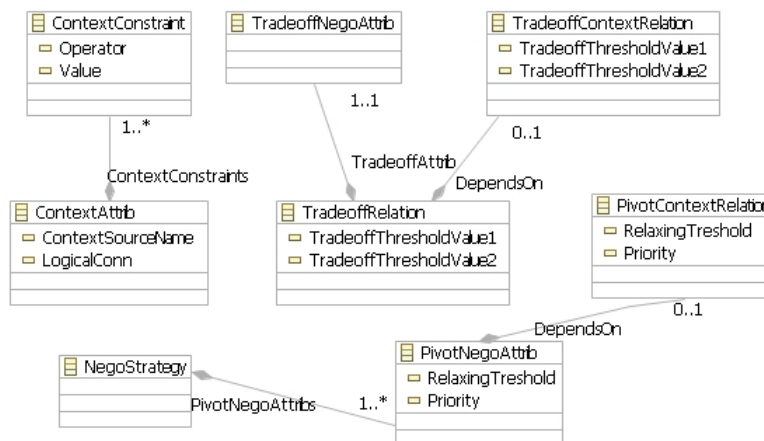 ContextConstraint
Operator
Value
1..*
ContextConstraints
ContextAttrib
ContextSourceName
LogicalConn
TradeoffNegoAttrib
1..1
TradeoffAttrib
TradeoffContextRelation
TradeoffThresholdValue1
TradeoffThresholdValue2
0..1
DependsOn
TradeoffRelation
TradeoffThresholdValue1
TradeoffThresholdValue2
PivotContextRelation
RelaxingTreshold
Priority
0..1
DependsOn
PivotNegoAttrib
RelaxingTreshold
Priority
NegoStrategy
PivotNegoAttribs
1..*